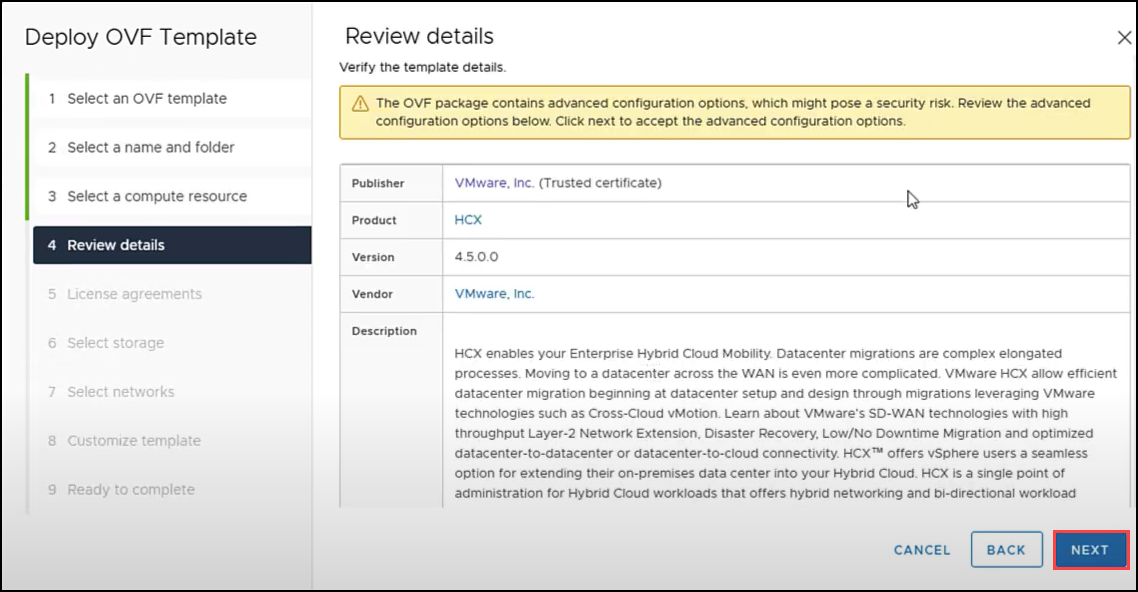 Deploy OVF Template
1 Select an OVF template
2 Select a name and folder
3 Select a compute resource
4 Review details
5 License agreements
6 Select storage
7 Select networks
8 Customize template
9 Ready to complete
Review details
Verify the template details.
The OVF package contains advanced configuration options, which might pose a security risk. Review the advanced
configuration options below. Click next to accept the advanced configuration options.
Publisher VMware, Inc. (Trusted certificate)
Product HCX
Version 4.5.0.0
Vendor VMware, Inc.
Description
HCX enables your Enterprise Hybrid Cloud Mobility. Datacenter migrations are complex elongated
processes. Moving to a datacenter across the WAN is even more complicated. VMware HCX allow efficient
datacenter migration beginning at datacenter setup and design through migrations leveraging VMware
technologies such as Cross-Cloud vMotion. Learn about VMware's SD-WAN technologies with high
throughput Layer-2 Network Extension, Disaster Recovery, Low/No Downtime Migration and optimized
datacenter-to-datacenter or datacenter-to-cloud connectivity. HCX™ offers vSphere users a seamless
option for extending their on-premises data center into your Hybrid Cloud. HCX is a single point of
administration for Hybrid Cloud workloads that offers hybrid networking and bi-directional workload
CANCEL BACK NEXT